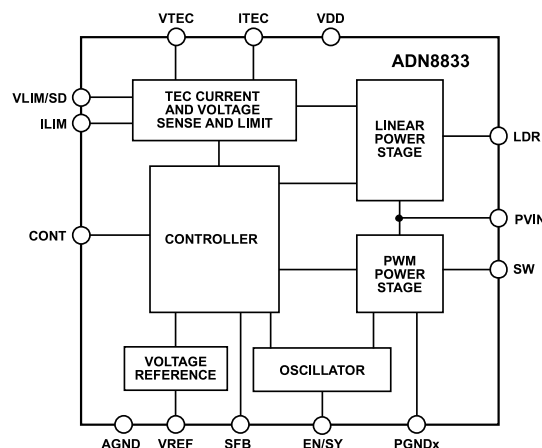 VTEC ITEC VDD
ADN8833
VLIM/SD
ILIM
TEC CURRENT
AND VOLTAGE
SENSE AND LIMIT
LINEAR
POWER
STAGE
LDR
PVIN
CONT
CONTROLLER
PWM
POWER
STAGE
SW
VOLTAGE
REFERENCE
OSCILLATOR
AGND VREF SFB EN/SY PGNDx